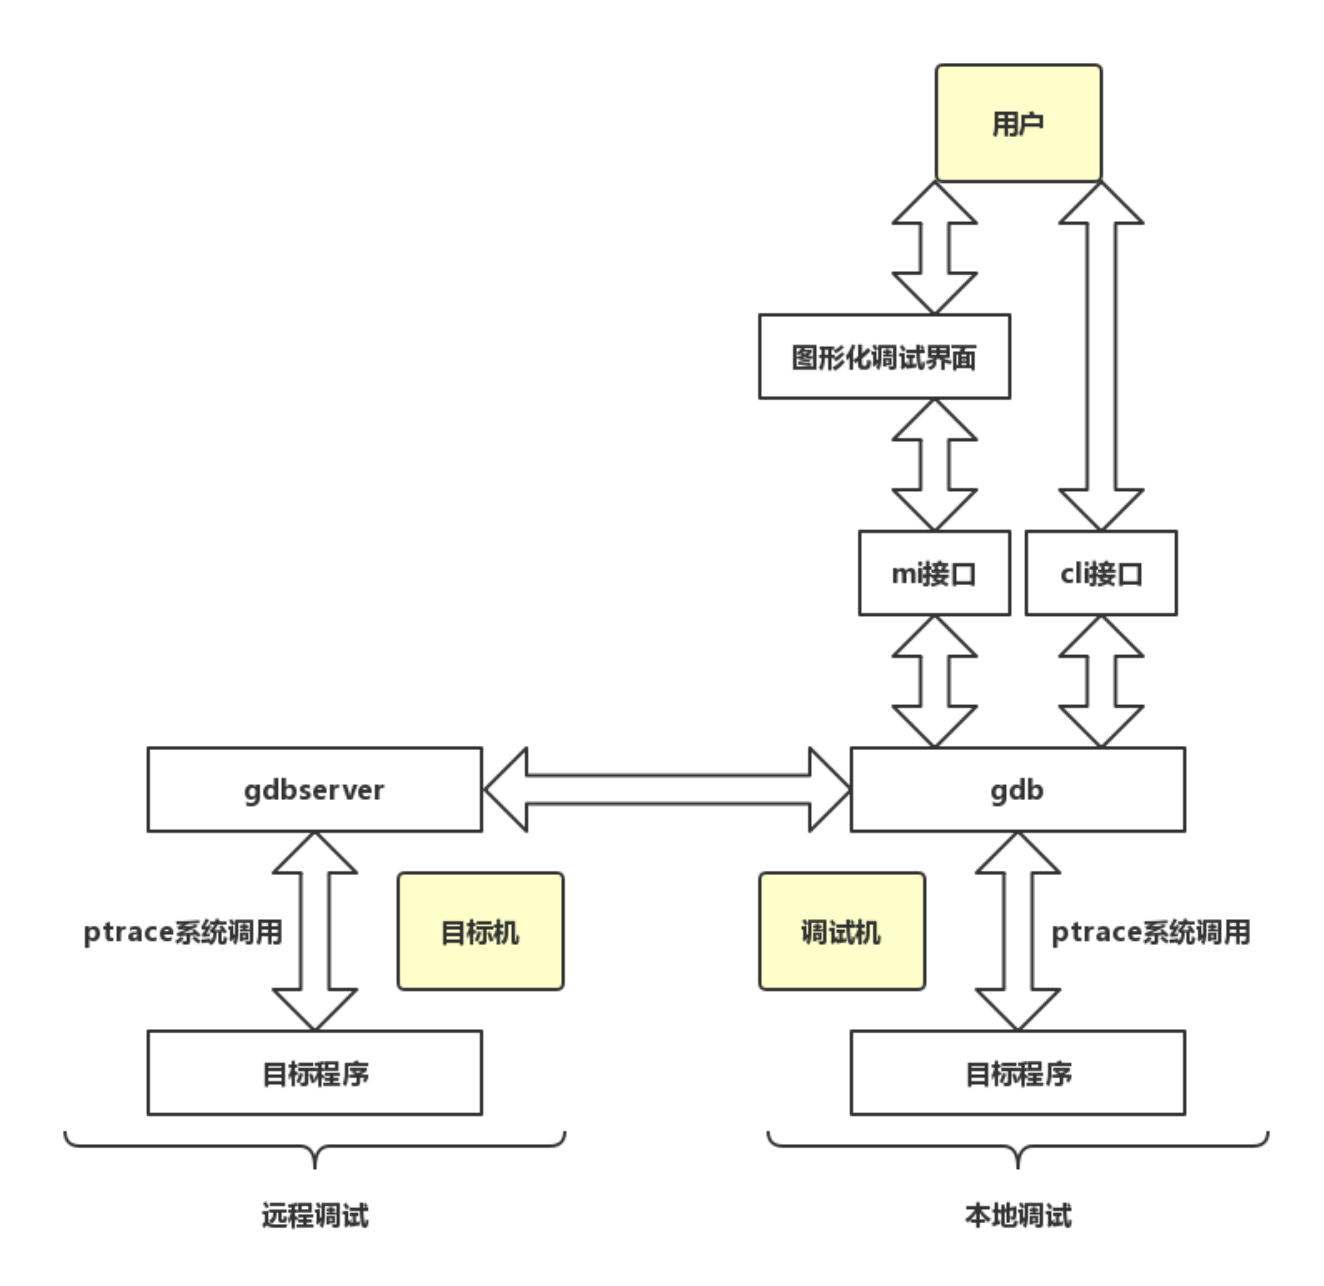 用户
图形化调试界面
mi接口
cli接口
gdbserver
gdb
ptrace系统调用
目标机
调试机
ptrace系统调用
目标程序
目标程序
远程调试
本地调试